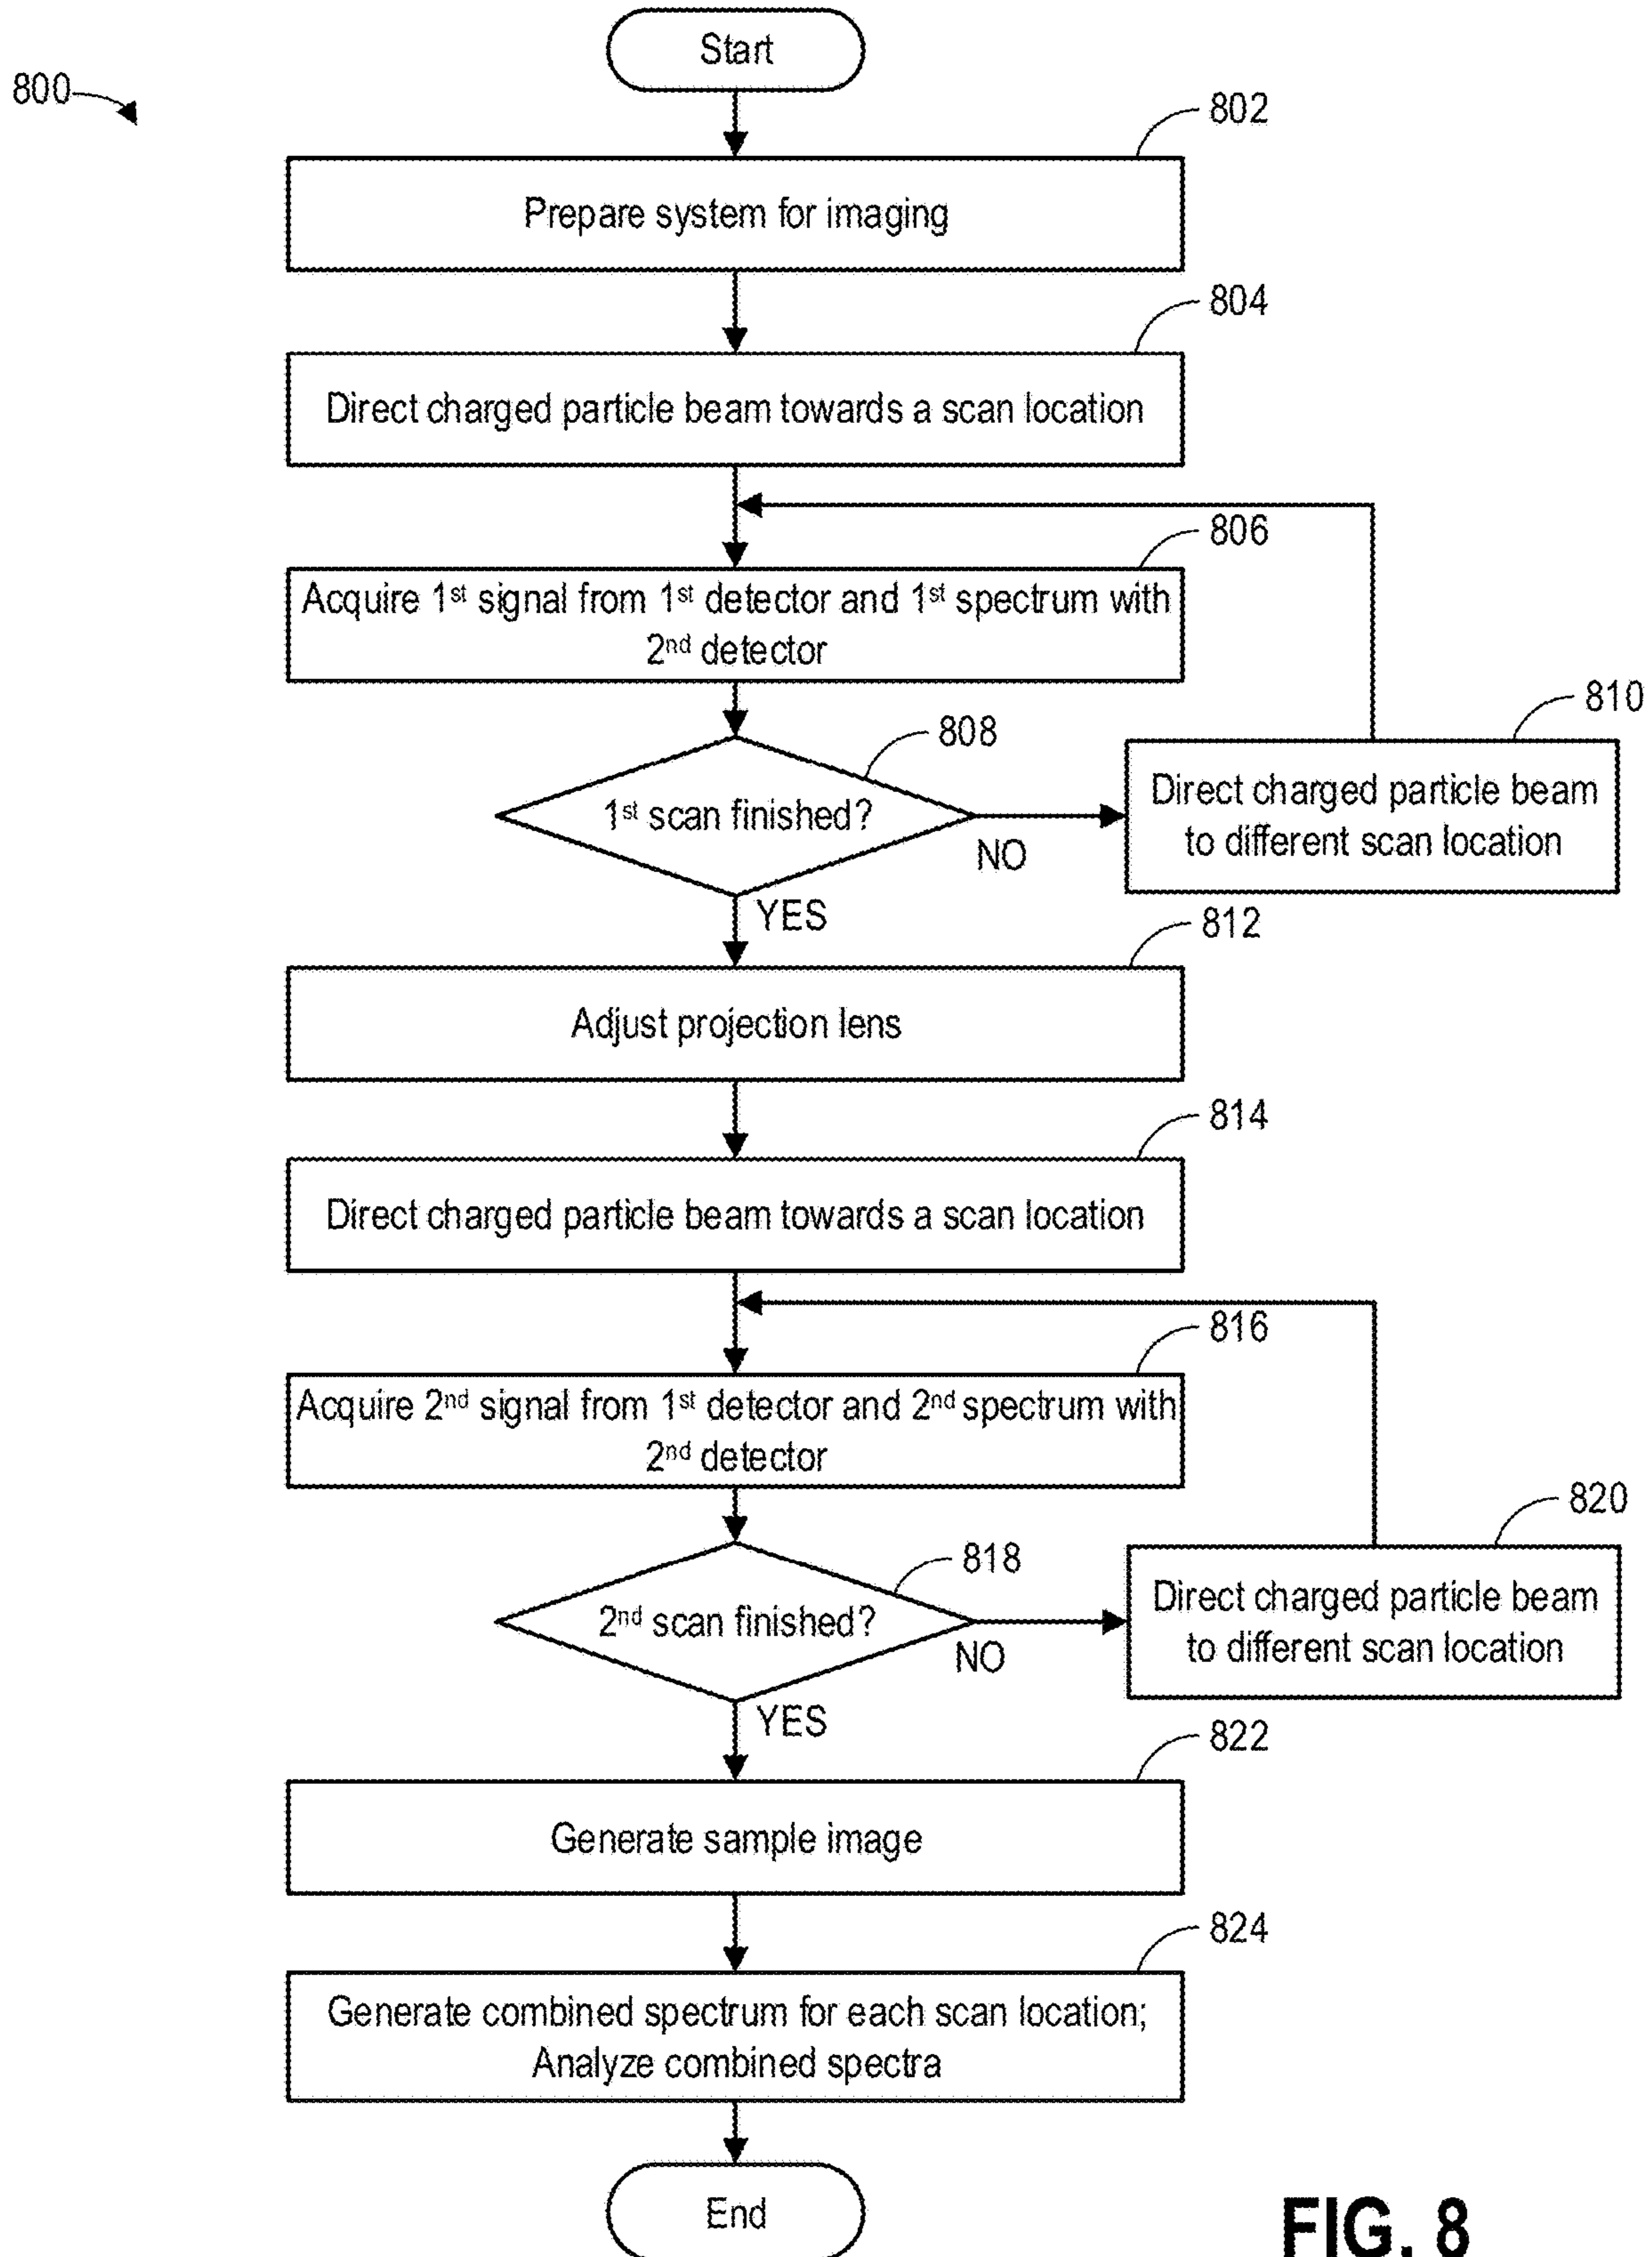 Start
800
802
Prepare system for imaging
804
Direct charged particle beam towards a scan location
806
Acquire 1st signal from 1st detector and 1st spectrum with
2nd detector
808
1st scan finished?
NO
810
Direct charged particle beam
to different scan location
YES
812
Adjust projection lens
814
Direct charged particle beam towards a scan location
816
Acquire 2nd signal from 1st detector and 2nd spectrum with
2nd detector
818
2nd scan finished?
NO
820
Direct charged particle beam
to different scan location
YES
822
Generate sample image
824
Generate combined spectrum for each scan location;
Analyze combined spectra
End
FIG. 8